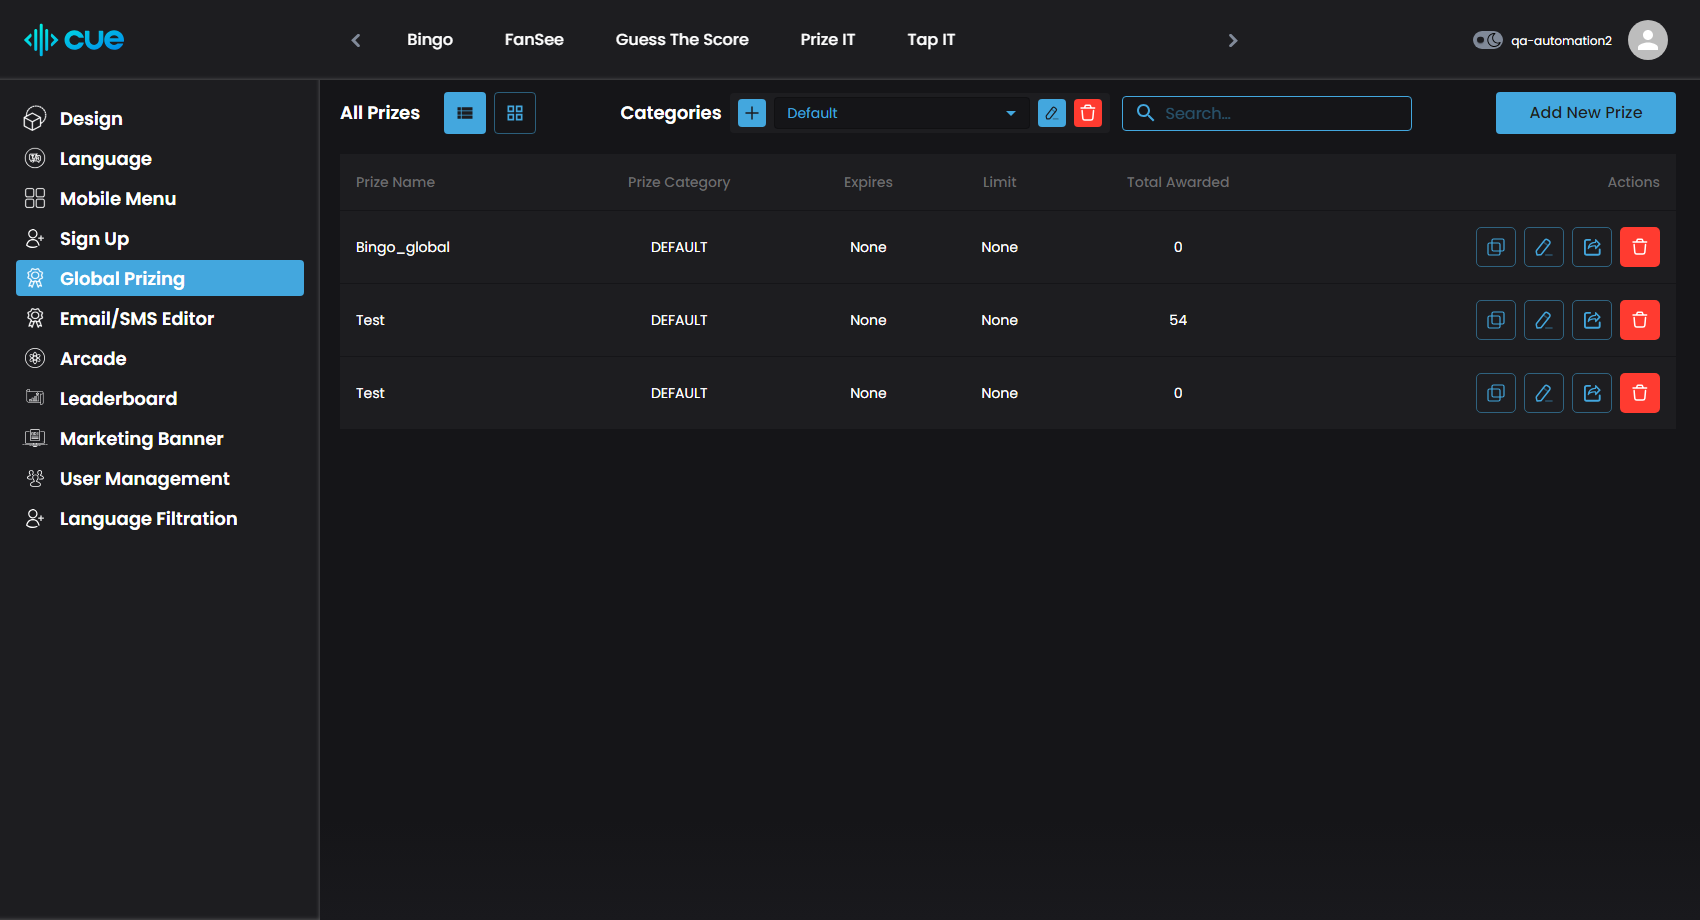 cue
Bingo FanSee Guess The Score Prize IT Tap IT
qa-automation2
Design
Language
Mobile Menu
Sign Up
Global Prizing
Email/SMS Editor
Arcade
Leaderboard
Marketing Banner
User Management
Language Filtration
All Prizes Categories Default Search... Add New Prize
Prize Name Prize Category Expires Limit Total Awarded Actions
Bingo_global DEFAULT None None 0
Test DEFAULT None None 54
Test DEFAULT None None 0